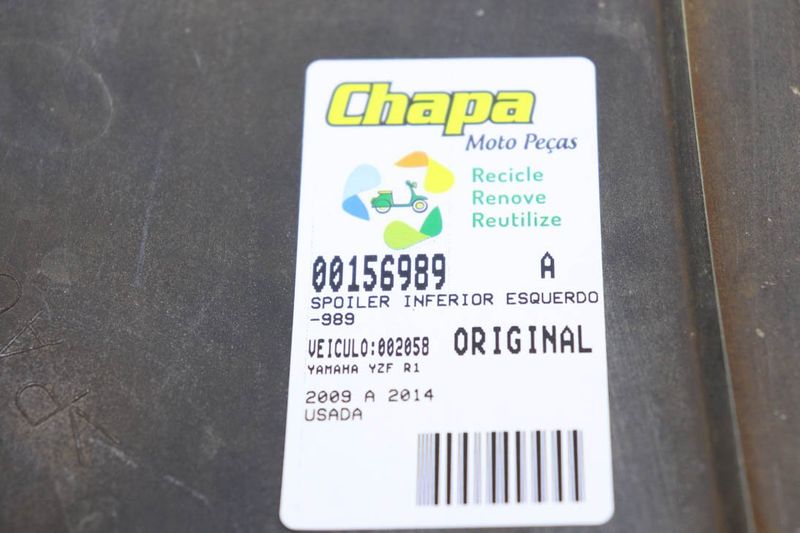 Chapa
Moto Peças
Recicle
Renove
Reutilize
00156989 A
SPOILER INFERIOR ESQUERDO
-989
VEICULO:002058 ORIGINAL
YAMAHA YZF R1
2009 A 2014
USADA